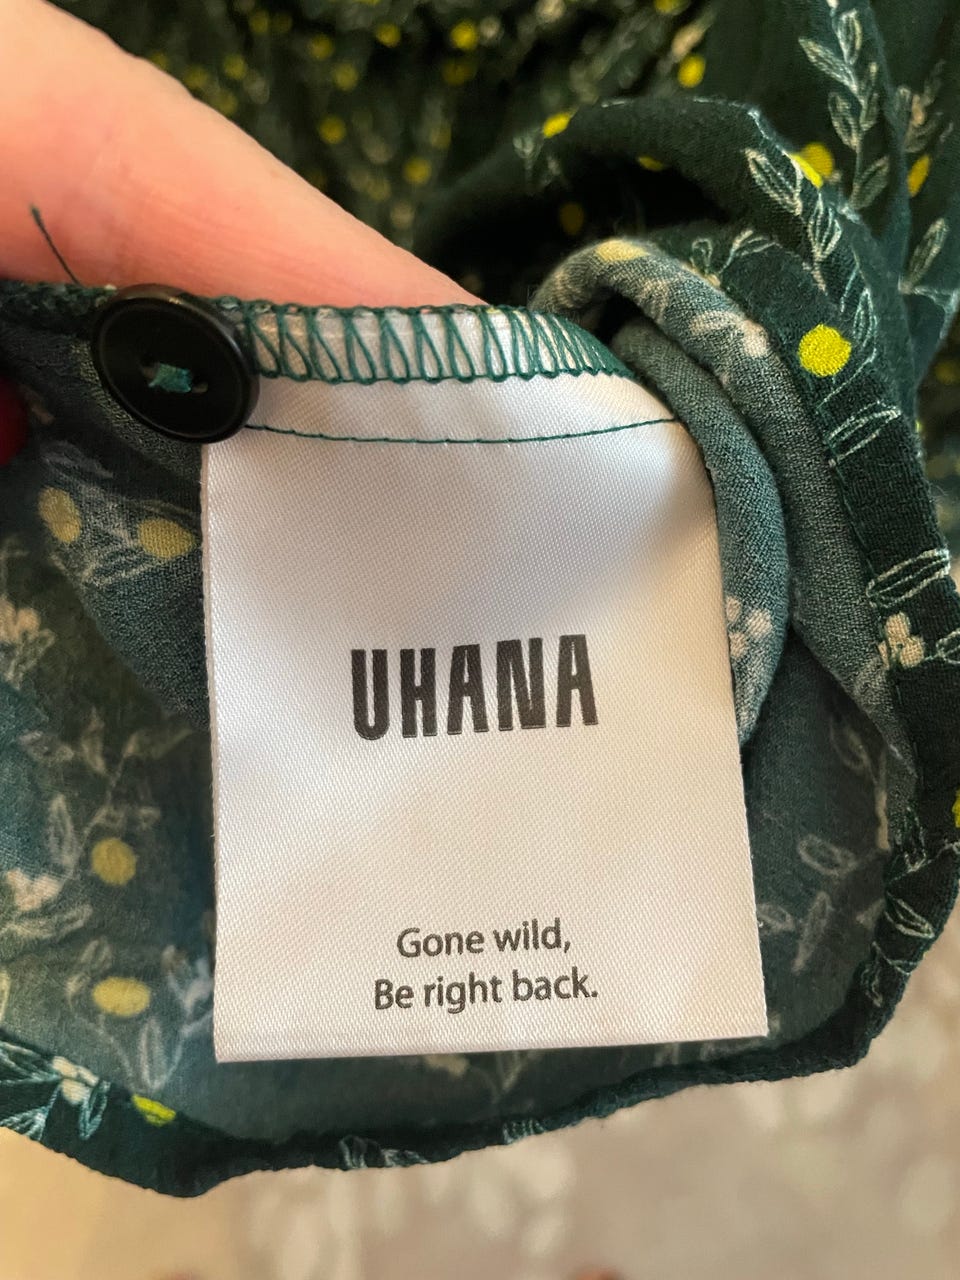 UHANA
Gone wild,
Be right back.